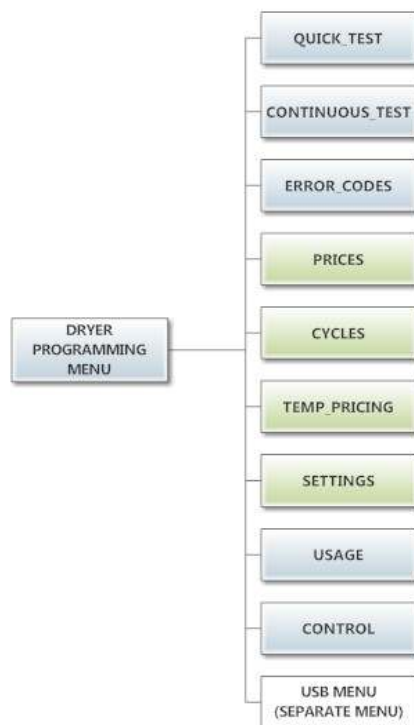 QUICK_TEST
CONTINUOUS_TEST
ERROR_CODES
PRICES
DRYER
PROGRAMMING
MENU
CYCLES
TEMP_PRICING
SETTINGS
USAGE
CONTROL
USB MENU
(SEPARATE MENU)